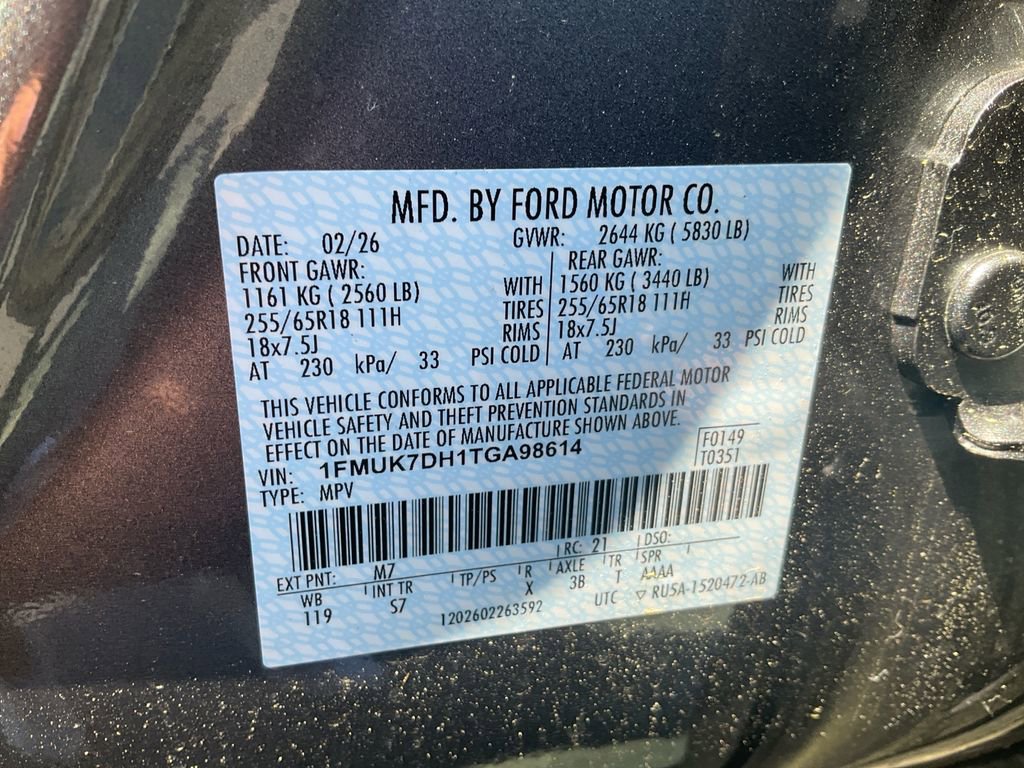 MFD. BY FORD MOTOR CO.
DATE: 02/26 GVWR: 2644 KG ( 5830 LB)
FRONT GAWR: REAR GAWR:
1161 KG ( 2560 LB) WITH 1560 KG ( 3440 LB) WITH
255/65R18 111H TIRES 255/65R18 111H TIRES
18x7.5J RIMS 18x7.5J RIMS
AT 230 kPa/ 33 PSI COLD AT 230 kPa/ 33 PSI COLD
THIS VEHICLE CONFORMS TO ALL APPLICABLE FEDERAL MOTOR
VEHICLE SAFETY AND THEFT PREVENTION STANDARDS IN
EFFECT ON THE DATE OF MANUFACTURE SHOWN ABOVE.
VIN: 1FMUK7DH1TGA98614 F0149
TYPE: MPV T0351
EXT PNT: M7 RC: 21 DSO:
WB INT TR TP/PS R AXLE TR SPR
119 S7 X 3B T AAAA
1202602263592 UTC ▽ RU5A-1520472-AB